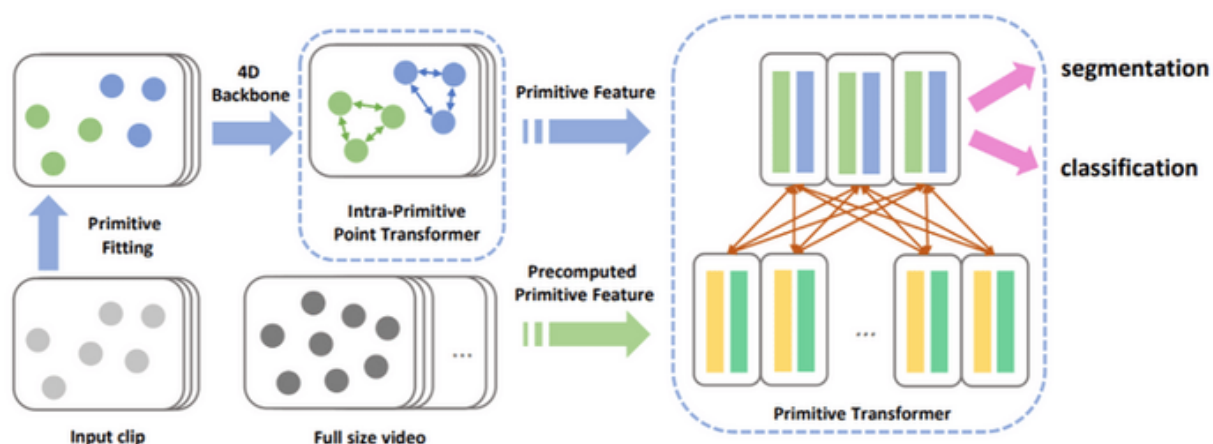 4D
Backbone
Primitive Feature
segmentation
classification
Primitive
Fitting
Intra-Primitive
Point Transformer
Precomputed
Primitive Feature
...
...
Input clip
Full size video
Primitive Transformer